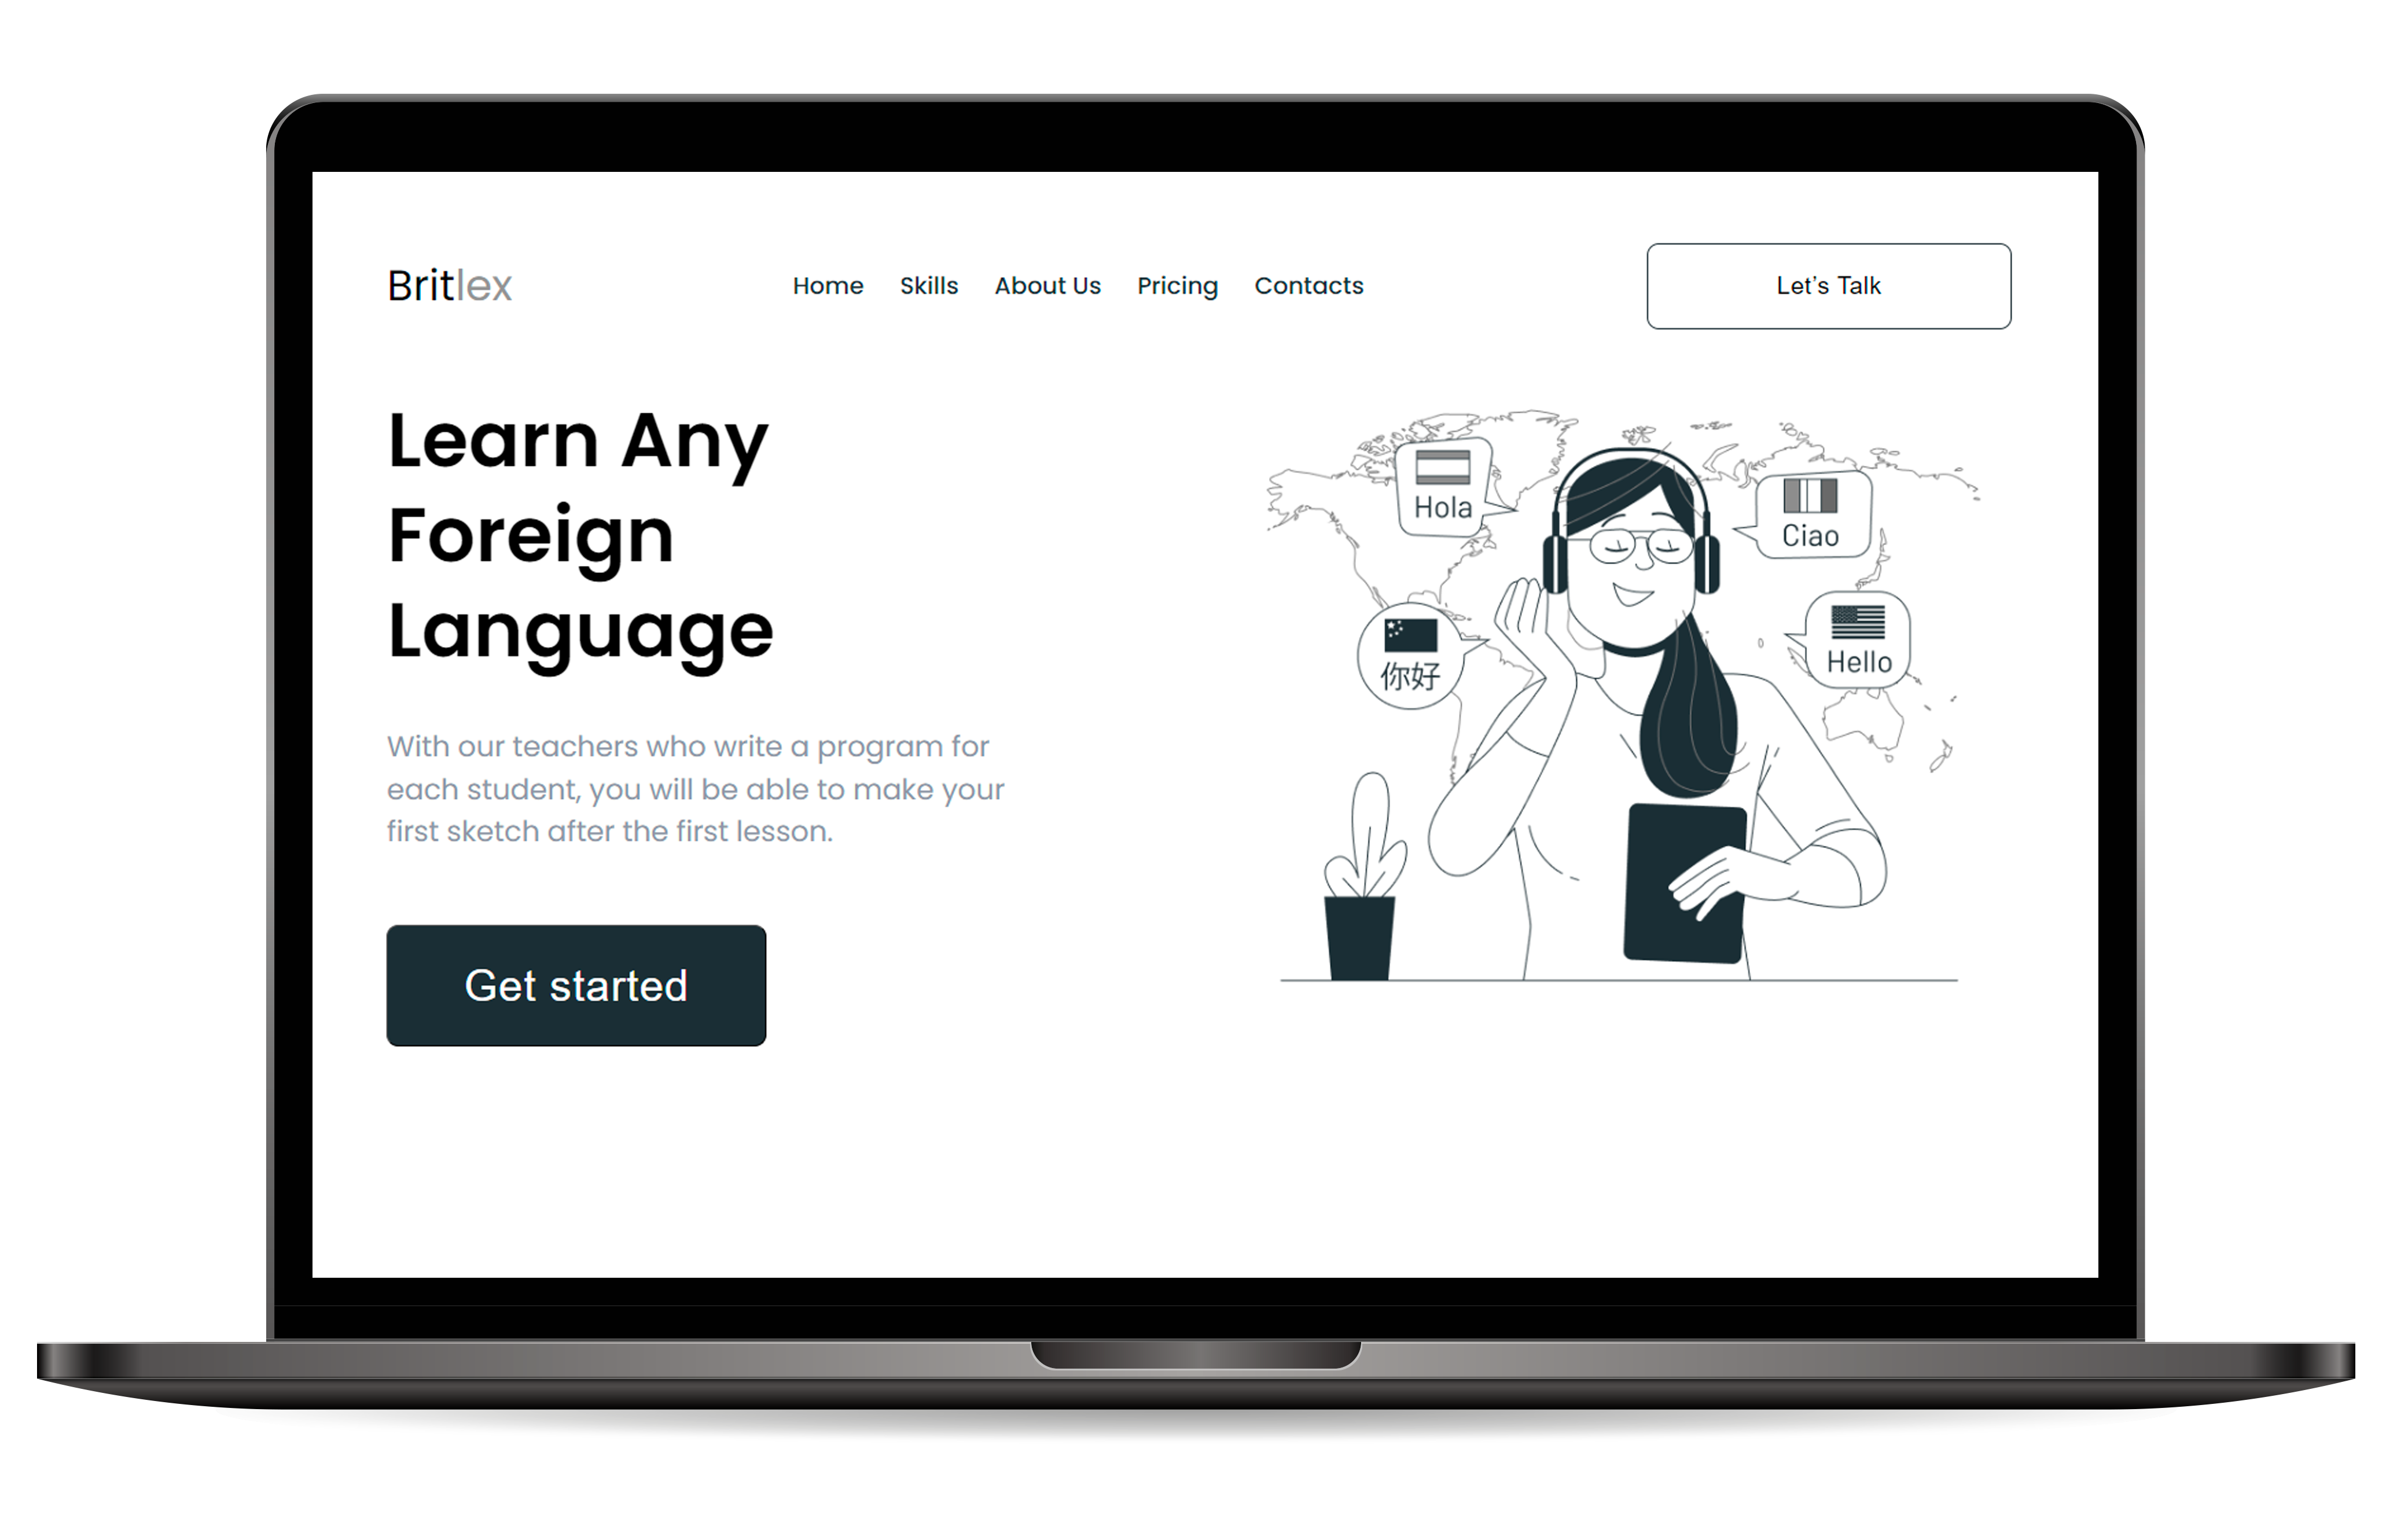 Britlex
Home Skills About Us Pricing Contacts
Let's Talk
Learn Any
Foreign
Language
With our teachers who write a program for
each student, you will be able to make your
first sketch after the first lesson.
Get started
Hola
Ciao
你好
Hello